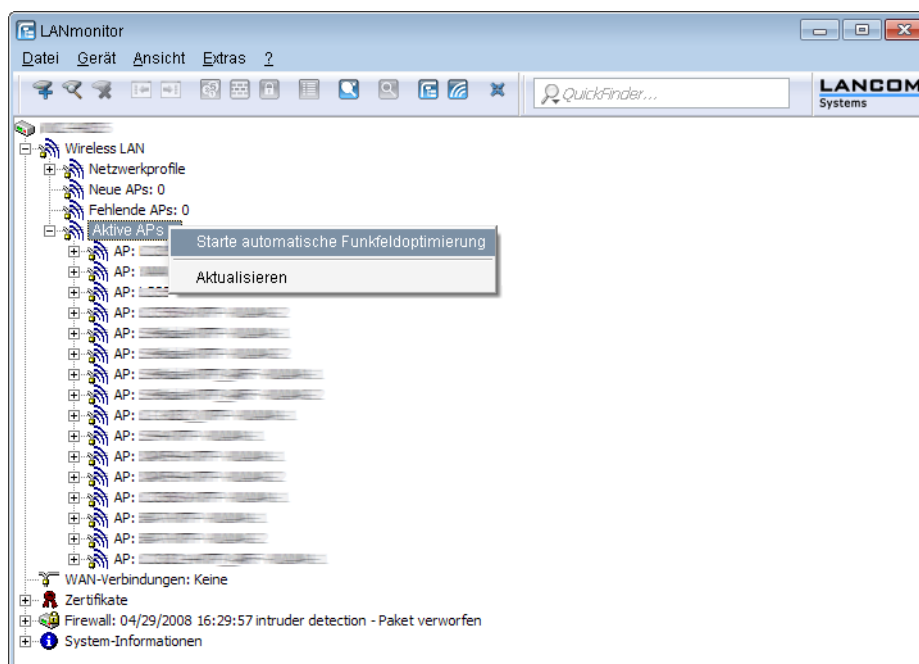 LANmonitor
Datei Gerät Ansicht Extras ?
QuickFinder...
LANCOM
Systems
Wireless LAN
Netzwerkprofile
Neue APs: 0
Fehlende APs: 0
Aktive APs
Starte automatische Funkfeldoptimierung
AP:
AP:
Aktualisieren
AP:
AP:
AP:
AP:
AP:
AP:
AP:
AP:
AP:
AP:
AP:
AP:
AP:
AP:
WAN-Verbindungen: Keine
Zertifikate
Firewall: 04/29/2008 16:29:57 intruder detection - Paket verworfen
System-Informationen